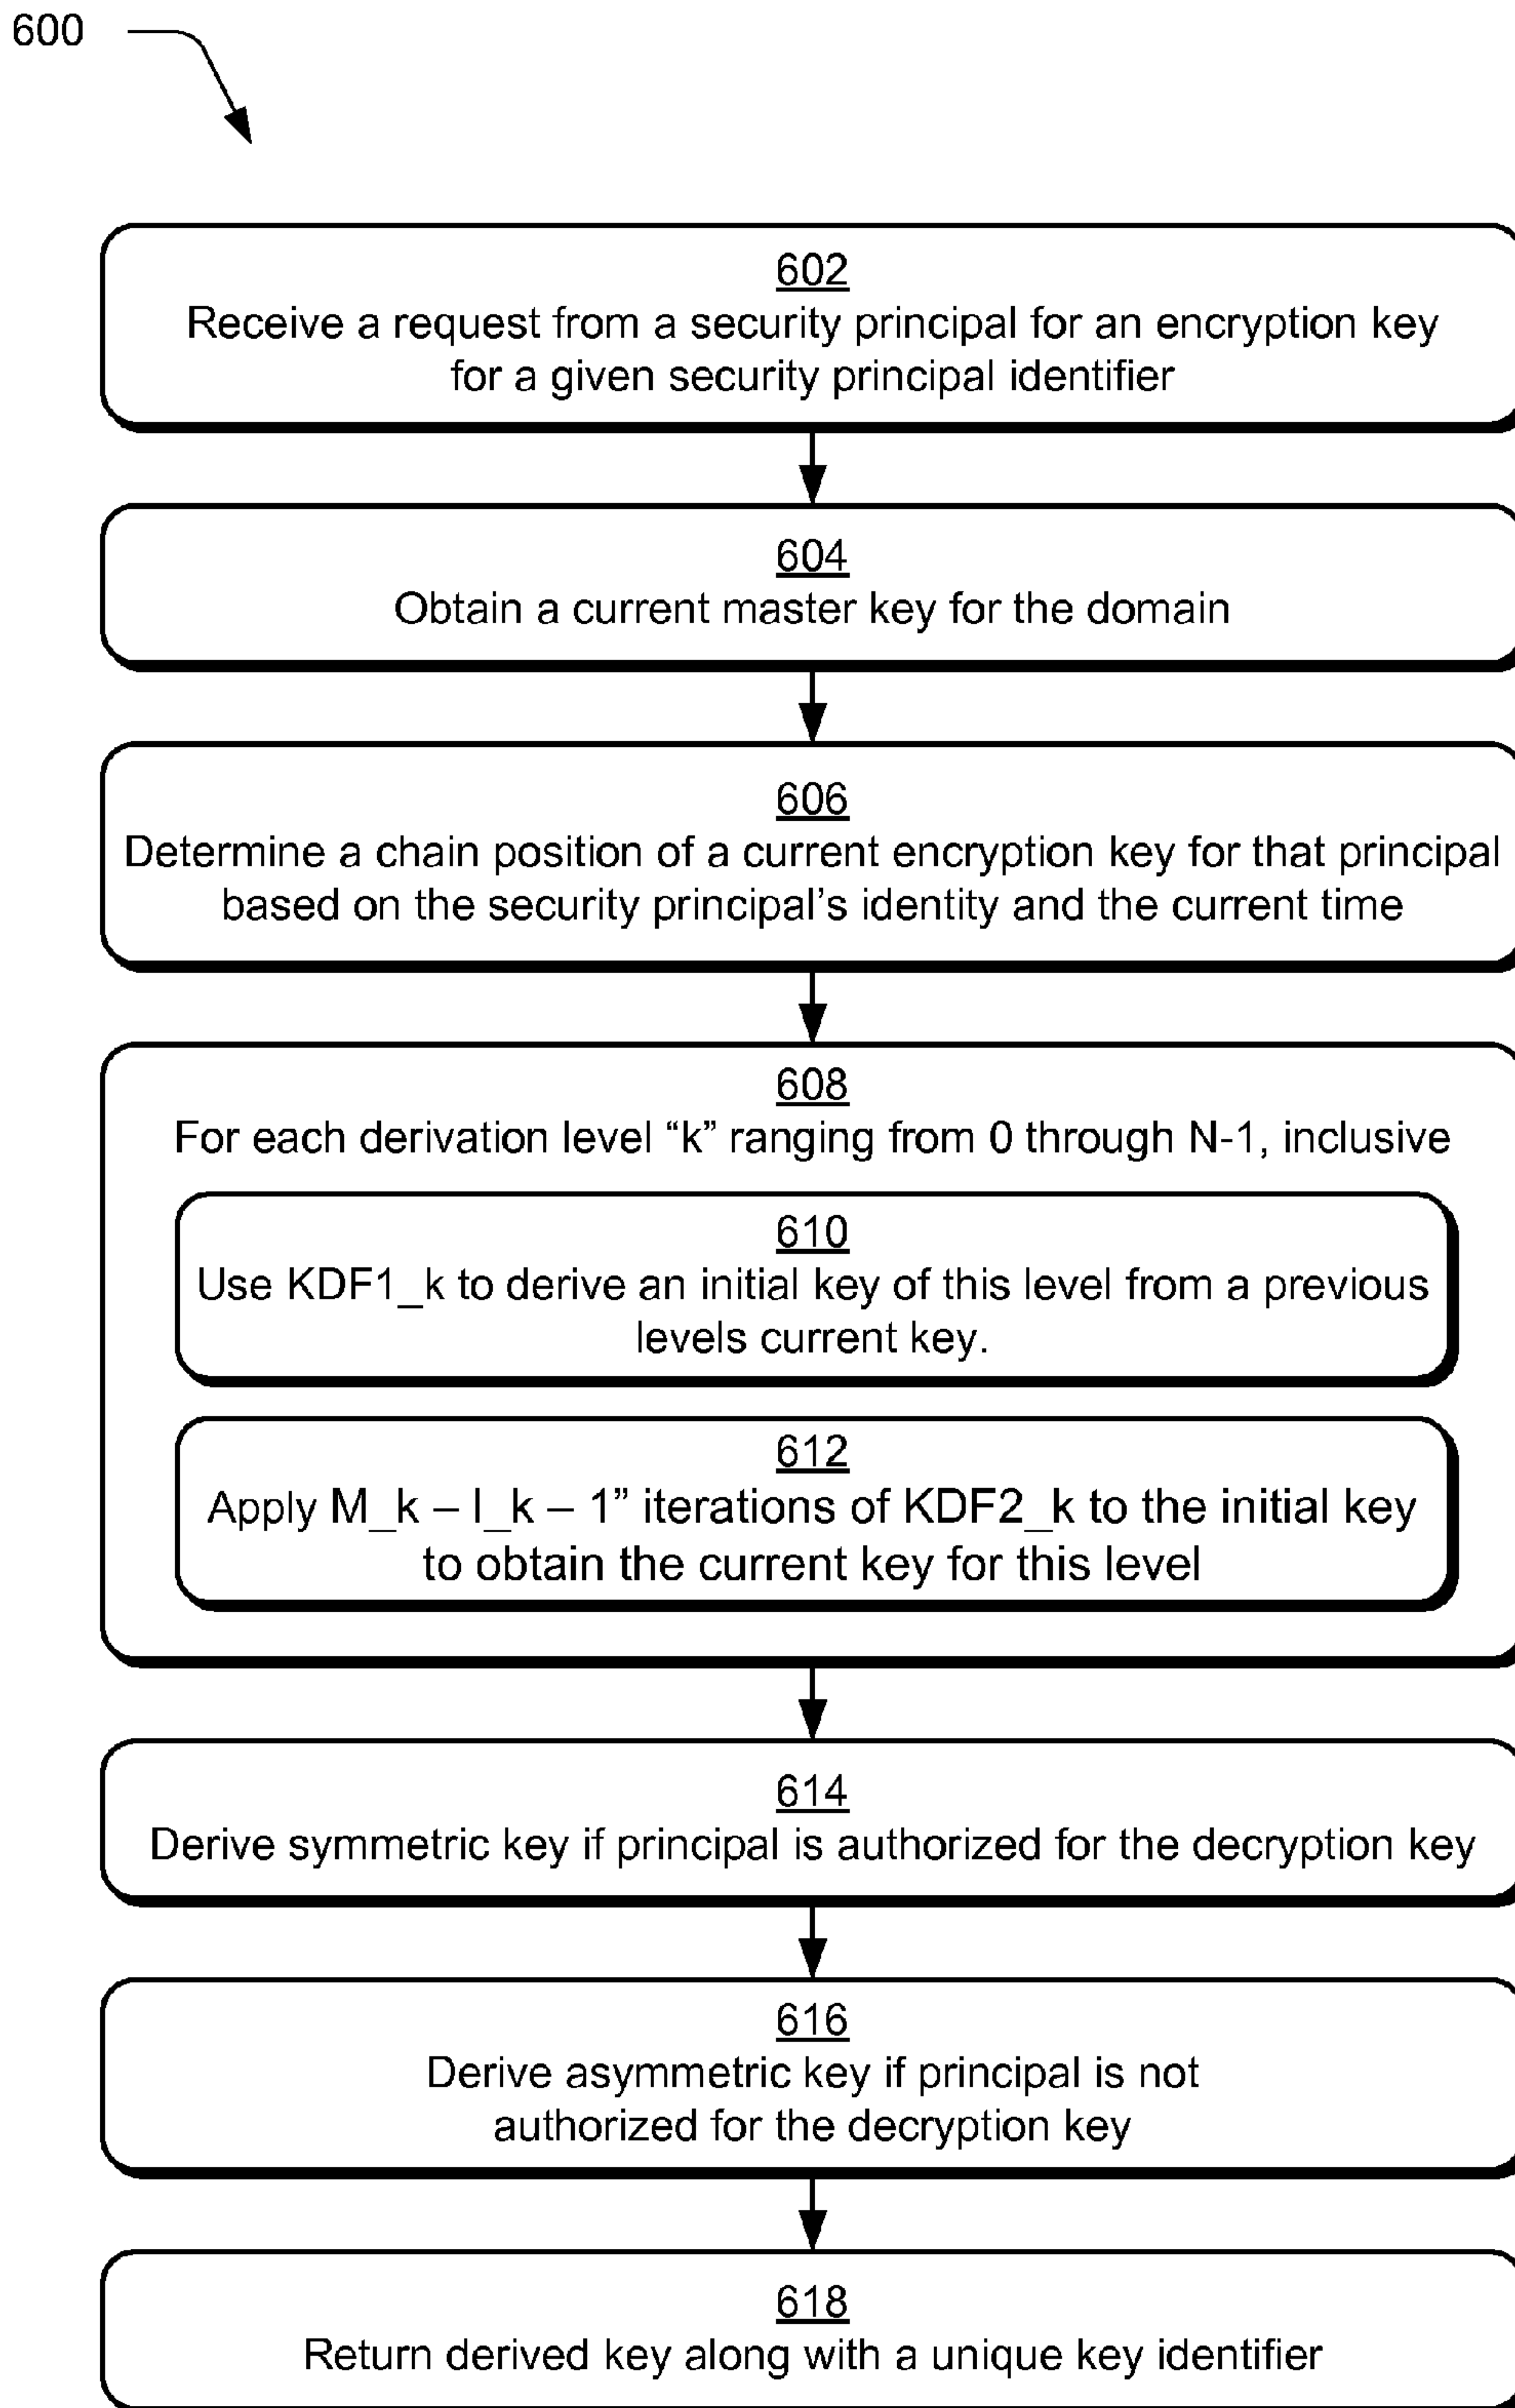 600
602
Receive a request from a security principal for an encryption key
for a given security principal identifier
604
Obtain a current master key for the domain
606
Determine a chain position of a current encryption key for that principal
based on the security principal's identity and the current time
608
For each derivation level “k” ranging from 0 through N-1, inclusive
610
Use KDF1_k to derive an initial key of this level from a previous
levels current key.
612
Apply M_k – I_k – 1” iterations of KDF2_k to the initial key
to obtain the current key for this level
614
Derive symmetric key if principal is authorized for the decryption key
616
Derive asymmetric key if principal is not
authorized for the decryption key
618
Return derived key along with a unique key identifier